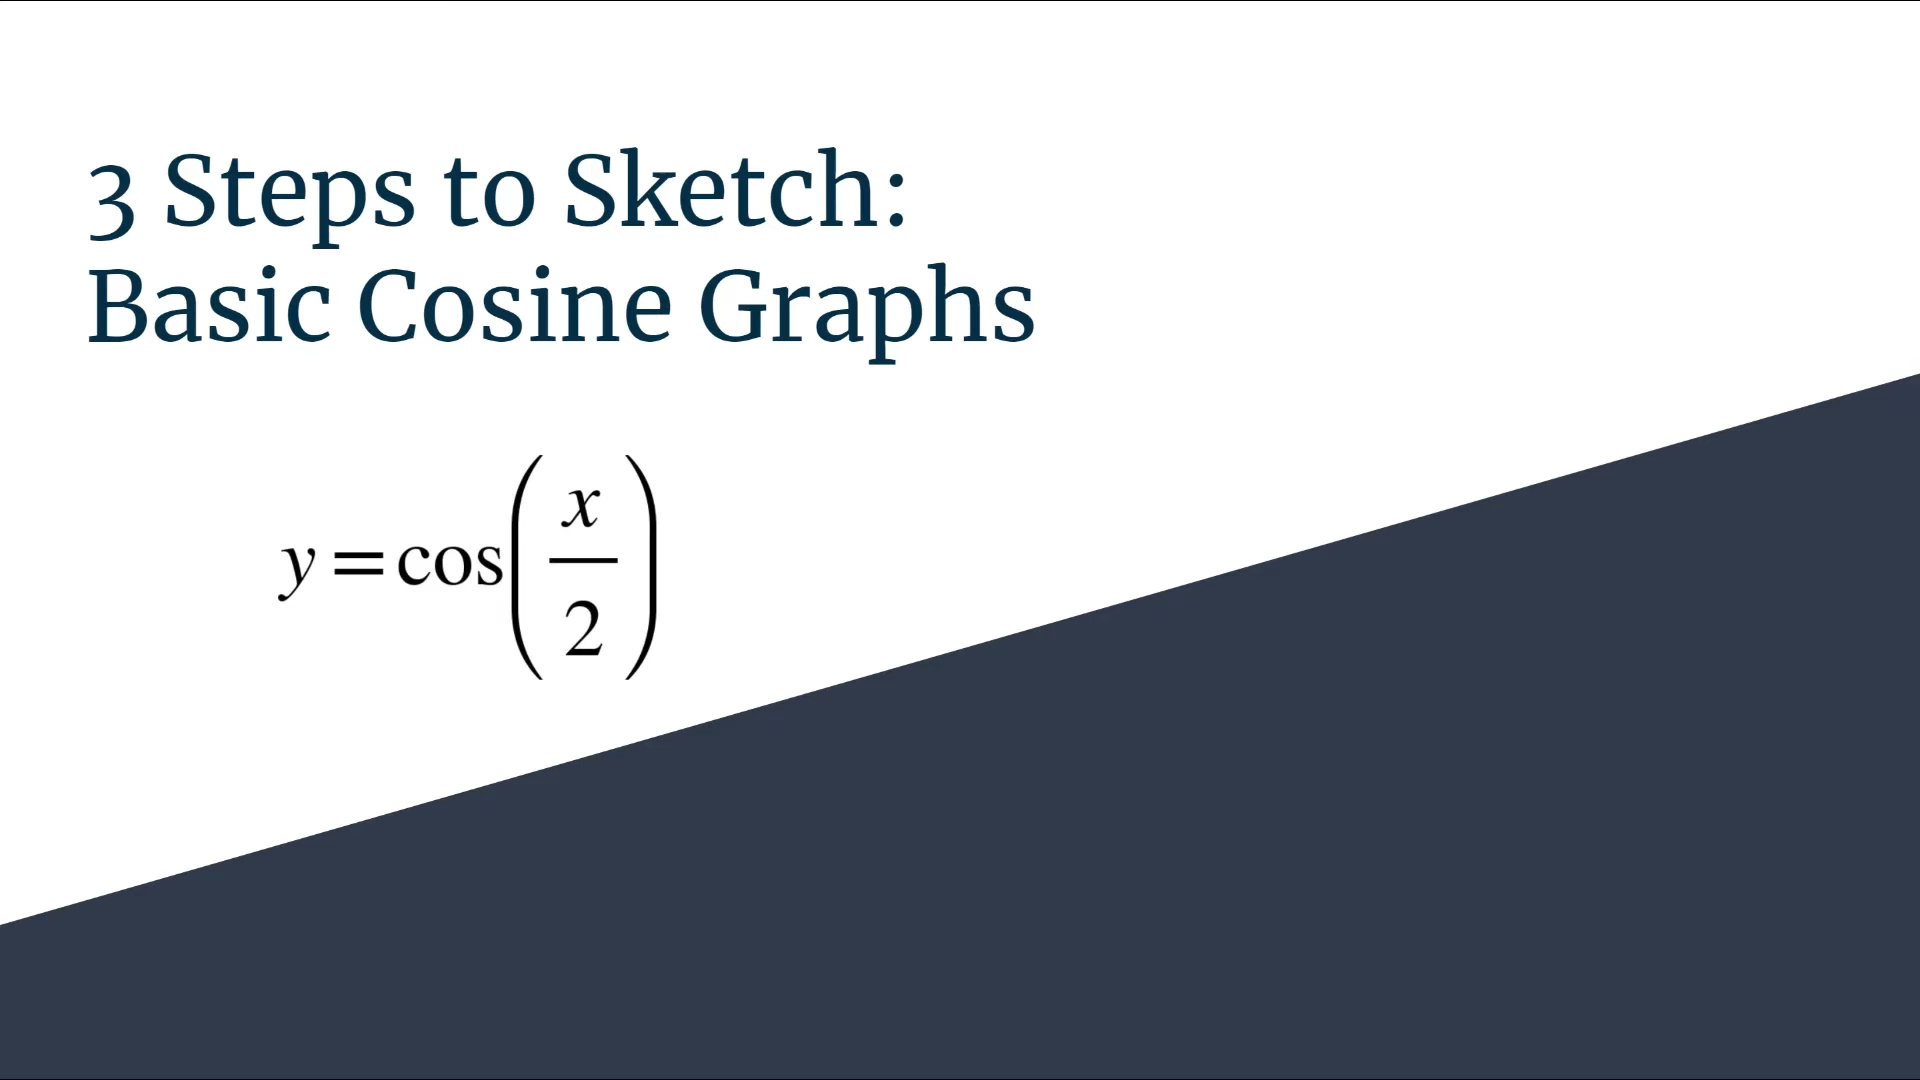 3 Steps to Sketch:
Basic Cosine Graphs
y = cos(x/2)